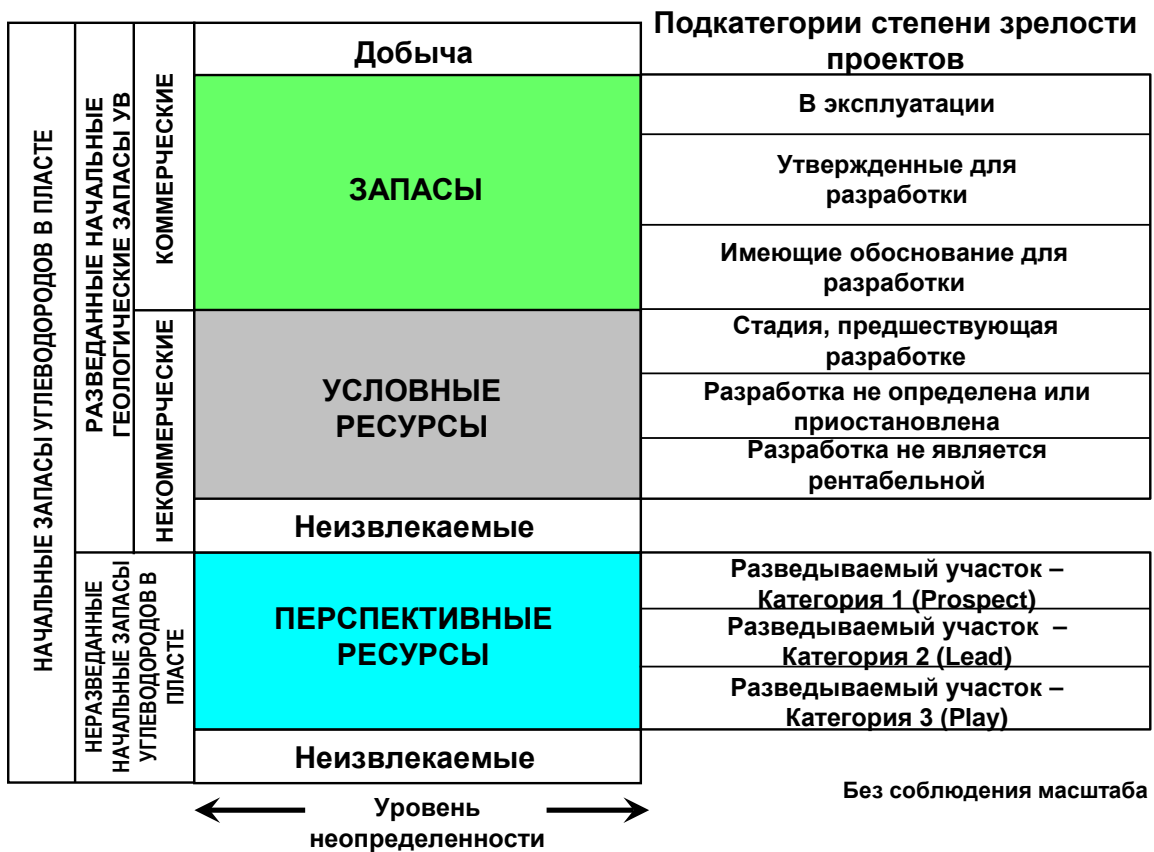 Подкатегории степени зрелости
проектов
Добыча
НАЧАЛЬНЫЕ ЗАПАСЫ УГЛЕВОДОРОДОВ В ПЛАСТЕ
РАЗВЕДАННЫЕ НАЧАЛЬНЫЕ
ГЕОЛОГИЧЕСКИЕ ЗАПАСЫ УВ
КОММЕРЧЕСКИЕ
ЗАПАСЫ
В эксплуатации
Утвержденные для
разработки
Имеющие обоснование для
разработки
НЕКОММЕРЧЕСКИЕ
УСЛОВНЫЕ
РЕСУРСЫ
Стадия, предшествующая
разработке
Разработка не определена или
приостановлена
Разработка не является
рентабельной
Неизвлекаемые
НЕРАЗВЕДАННЫЕ
НАЧАЛЬНЫЕ ЗАПАСЫ
УГЛЕВОДОРОДОВ В
ПЛАСТЕ
ПЕРСПЕКТИВНЫЕ
РЕСУРСЫ
Разведываемый участок –
Категория 1 (Prospect)
Разведываемый участок –
Категория 2 (Lead)
Разведываемый участок –
Категория 3 (Play)
Неизвлекаемые
Без соблюдения масштаба
Уровень
неопределенности